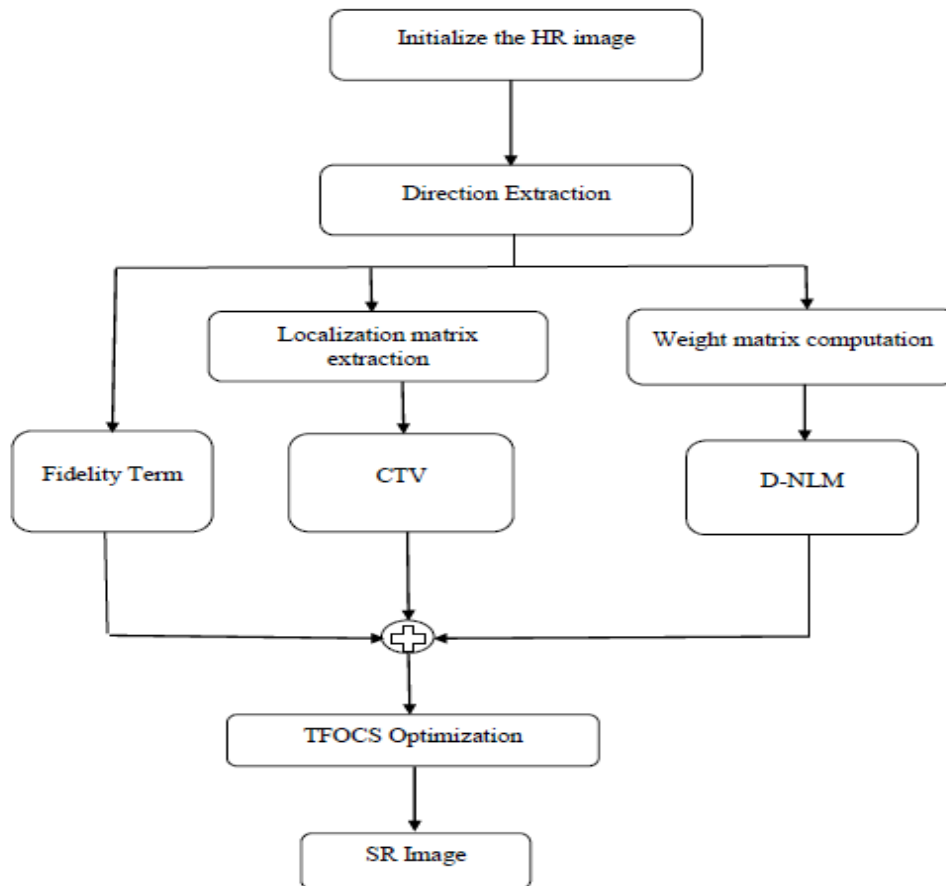 Initialize the HR image
Direction Extraction
Localization matrix
extraction
Weight matrix computation
Fidelity Term
CTV
D-NLM
TFOCS Optimization
SR Image